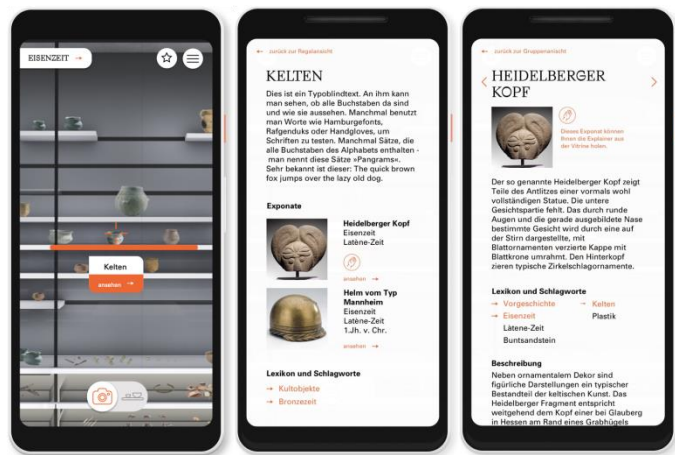 EISENZEIT →
Kelten
ansehen →
← zurück zur Regalansicht
KELTEN
Dies ist ein Typoblindtext. An ihm kann
man sehen, ob alle Buchstaben da sind
und wie sie aussehen. Manchmal benutzt
man Worte wie Hamburgefonts,
Rafgenduks oder Handgloves, um
Schriften zu testen. Manchmal Sätze, die
alle Buchstaben des Alphabets enthalten -
man nennt diese Sätze »Pangrams«.
Sehr bekannt ist dieser: The quick brown
fox jumps over the lazy old dog.
Exponate
Heidelberger Kopf
Eisenzeit
Latène-Zeit
ansehen →
Helm vom Typ
Mannheim
Eisenzeit
Latène-Zeit
1.Jh. v. Chr.
ansehen →
Lexikon und Schlagworte
→ Kultobjekte
→ Bronzezeit
← zurück zur Gruppenansicht
HEIDELBERGER
KOPF
Dieses Exponat können
Ihnen die Explainer aus
der Vitrine holen.
Der so genannte Heidelberger Kopf zeigt
Teile des Antlitzes einer vormals wohl
vollständigen Statue. Die untere
Gesichtspartie fehlt. Das durch runde
Augen und die gerade ausgebildete Nase
bestimmte Gesicht wird durch eine auf
der Stirn dargestellte, mit
Blattornamenten verzierte Kappe mit
Blattkrone umrahmt. Den Hinterkopf
zieren typische Zirkelschlagornamente.
Lexikon und Schlagworte
→ Vorgeschichte → Kelten
→ Eisenzeit Plastik
Latène-Zeit
Buntsandstein
Beschreibung
Neben ornamentalem Dekor sind
figürliche Darstellungen ein typischer
Bestandteil der keltischen Kunst. Das
Heidelberger Fragment entspricht
weitgehend dem Kopf einer bei Glauberg
in Hessen am Rand eines Grabhügels